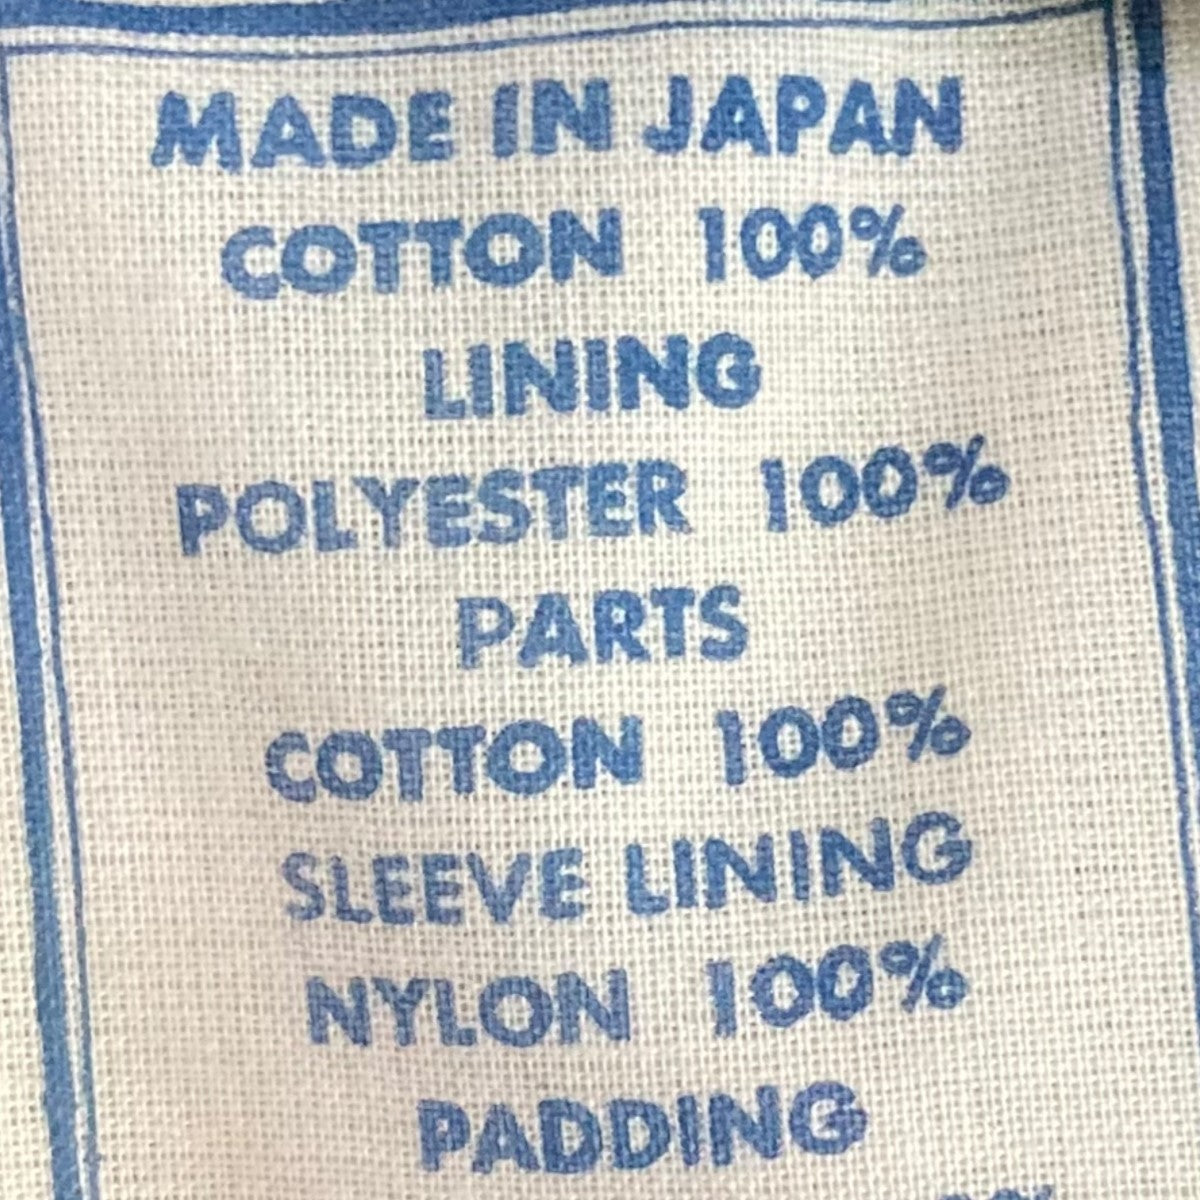 MADE IN JAPAN
COTTON 100%
LINING
POLYESTER 100%
PARTS
COTTON 100%
SLEEVE LINING
NYLON 100%
PADDING